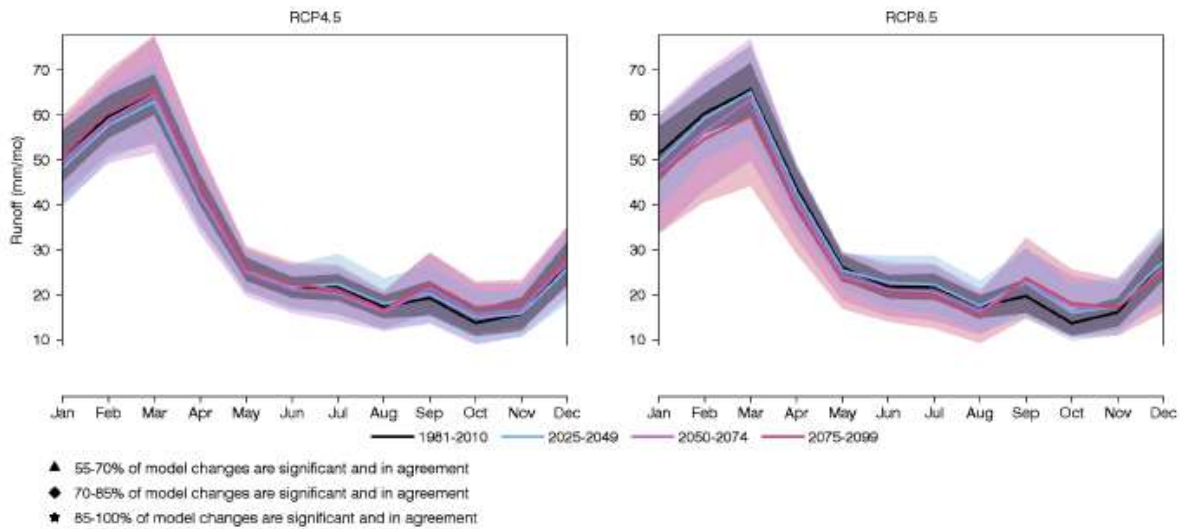 RCP4.5 RCP8.5
70 70
60 60
50 50
40 40
30 30
20 20
10 10
Runoff (mm/mo)
Jan Feb Mar Apr May Jun Jul Aug Sep Oct Nov Dec Jan Feb Mar Apr May Jun Jul Aug Sep Oct Nov Dec
1981-2010 2025-2049 2050-2074 2075-2099
55-70% of model changes are significant and in agreement
70-85% of model changes are significant and in agreement
85-100% of model changes are significant and in agreement